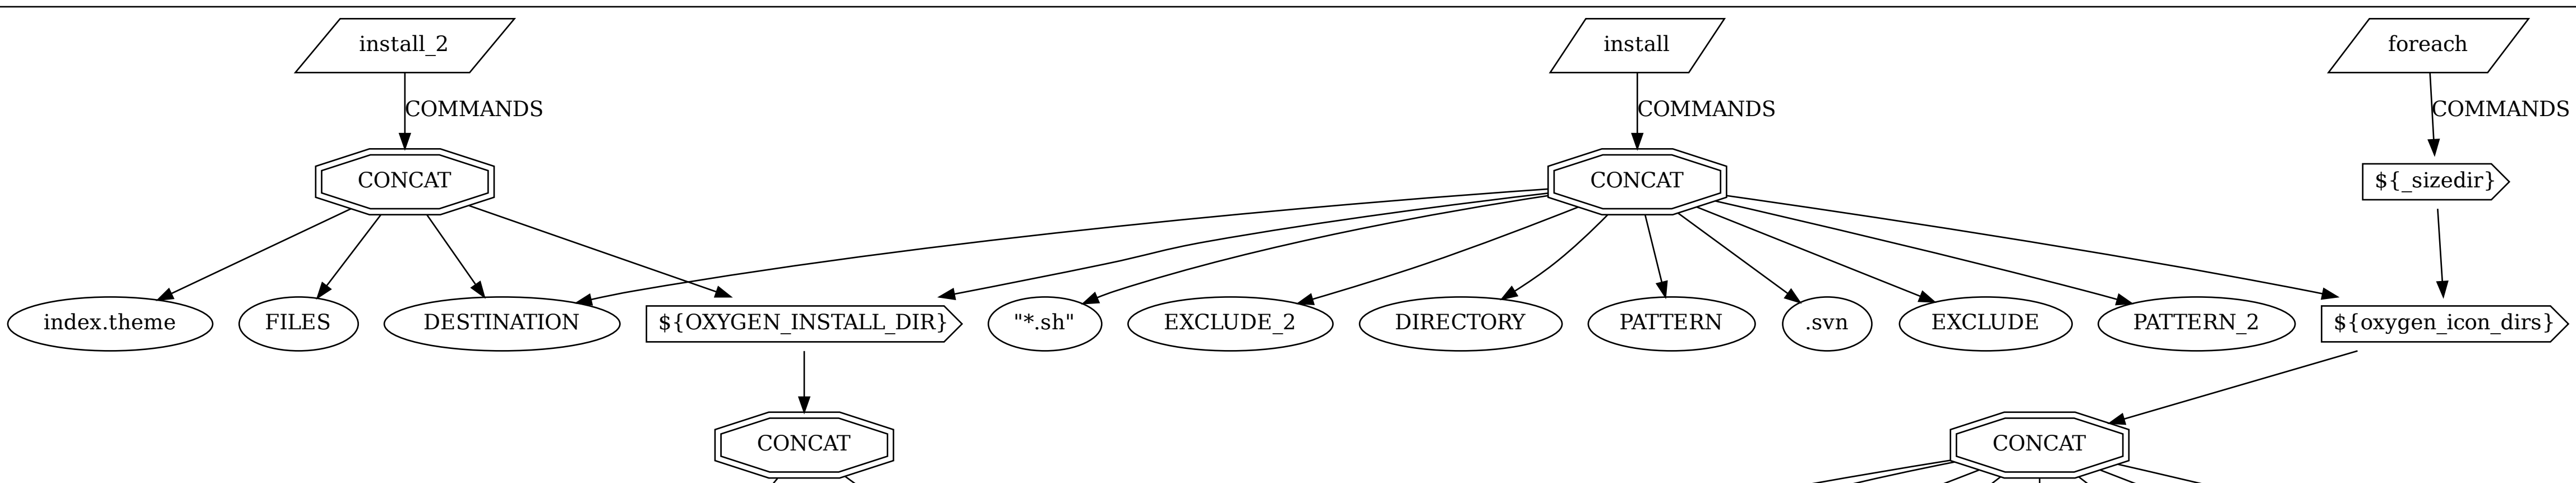 install_2
install
foreach
COMMANDS
COMMANDS
COMMANDS
CONCAT
CONCAT
${_sizedir}
index.theme
FILES
DESTINATION
${OXYGEN_INSTALL_DIR}
"*.sh"
EXCLUDE_2
DIRECTORY
PATTERN
.svn
EXCLUDE
PATTERN_2
${oxygen_icon_dirs}
CONCAT
CONCAT